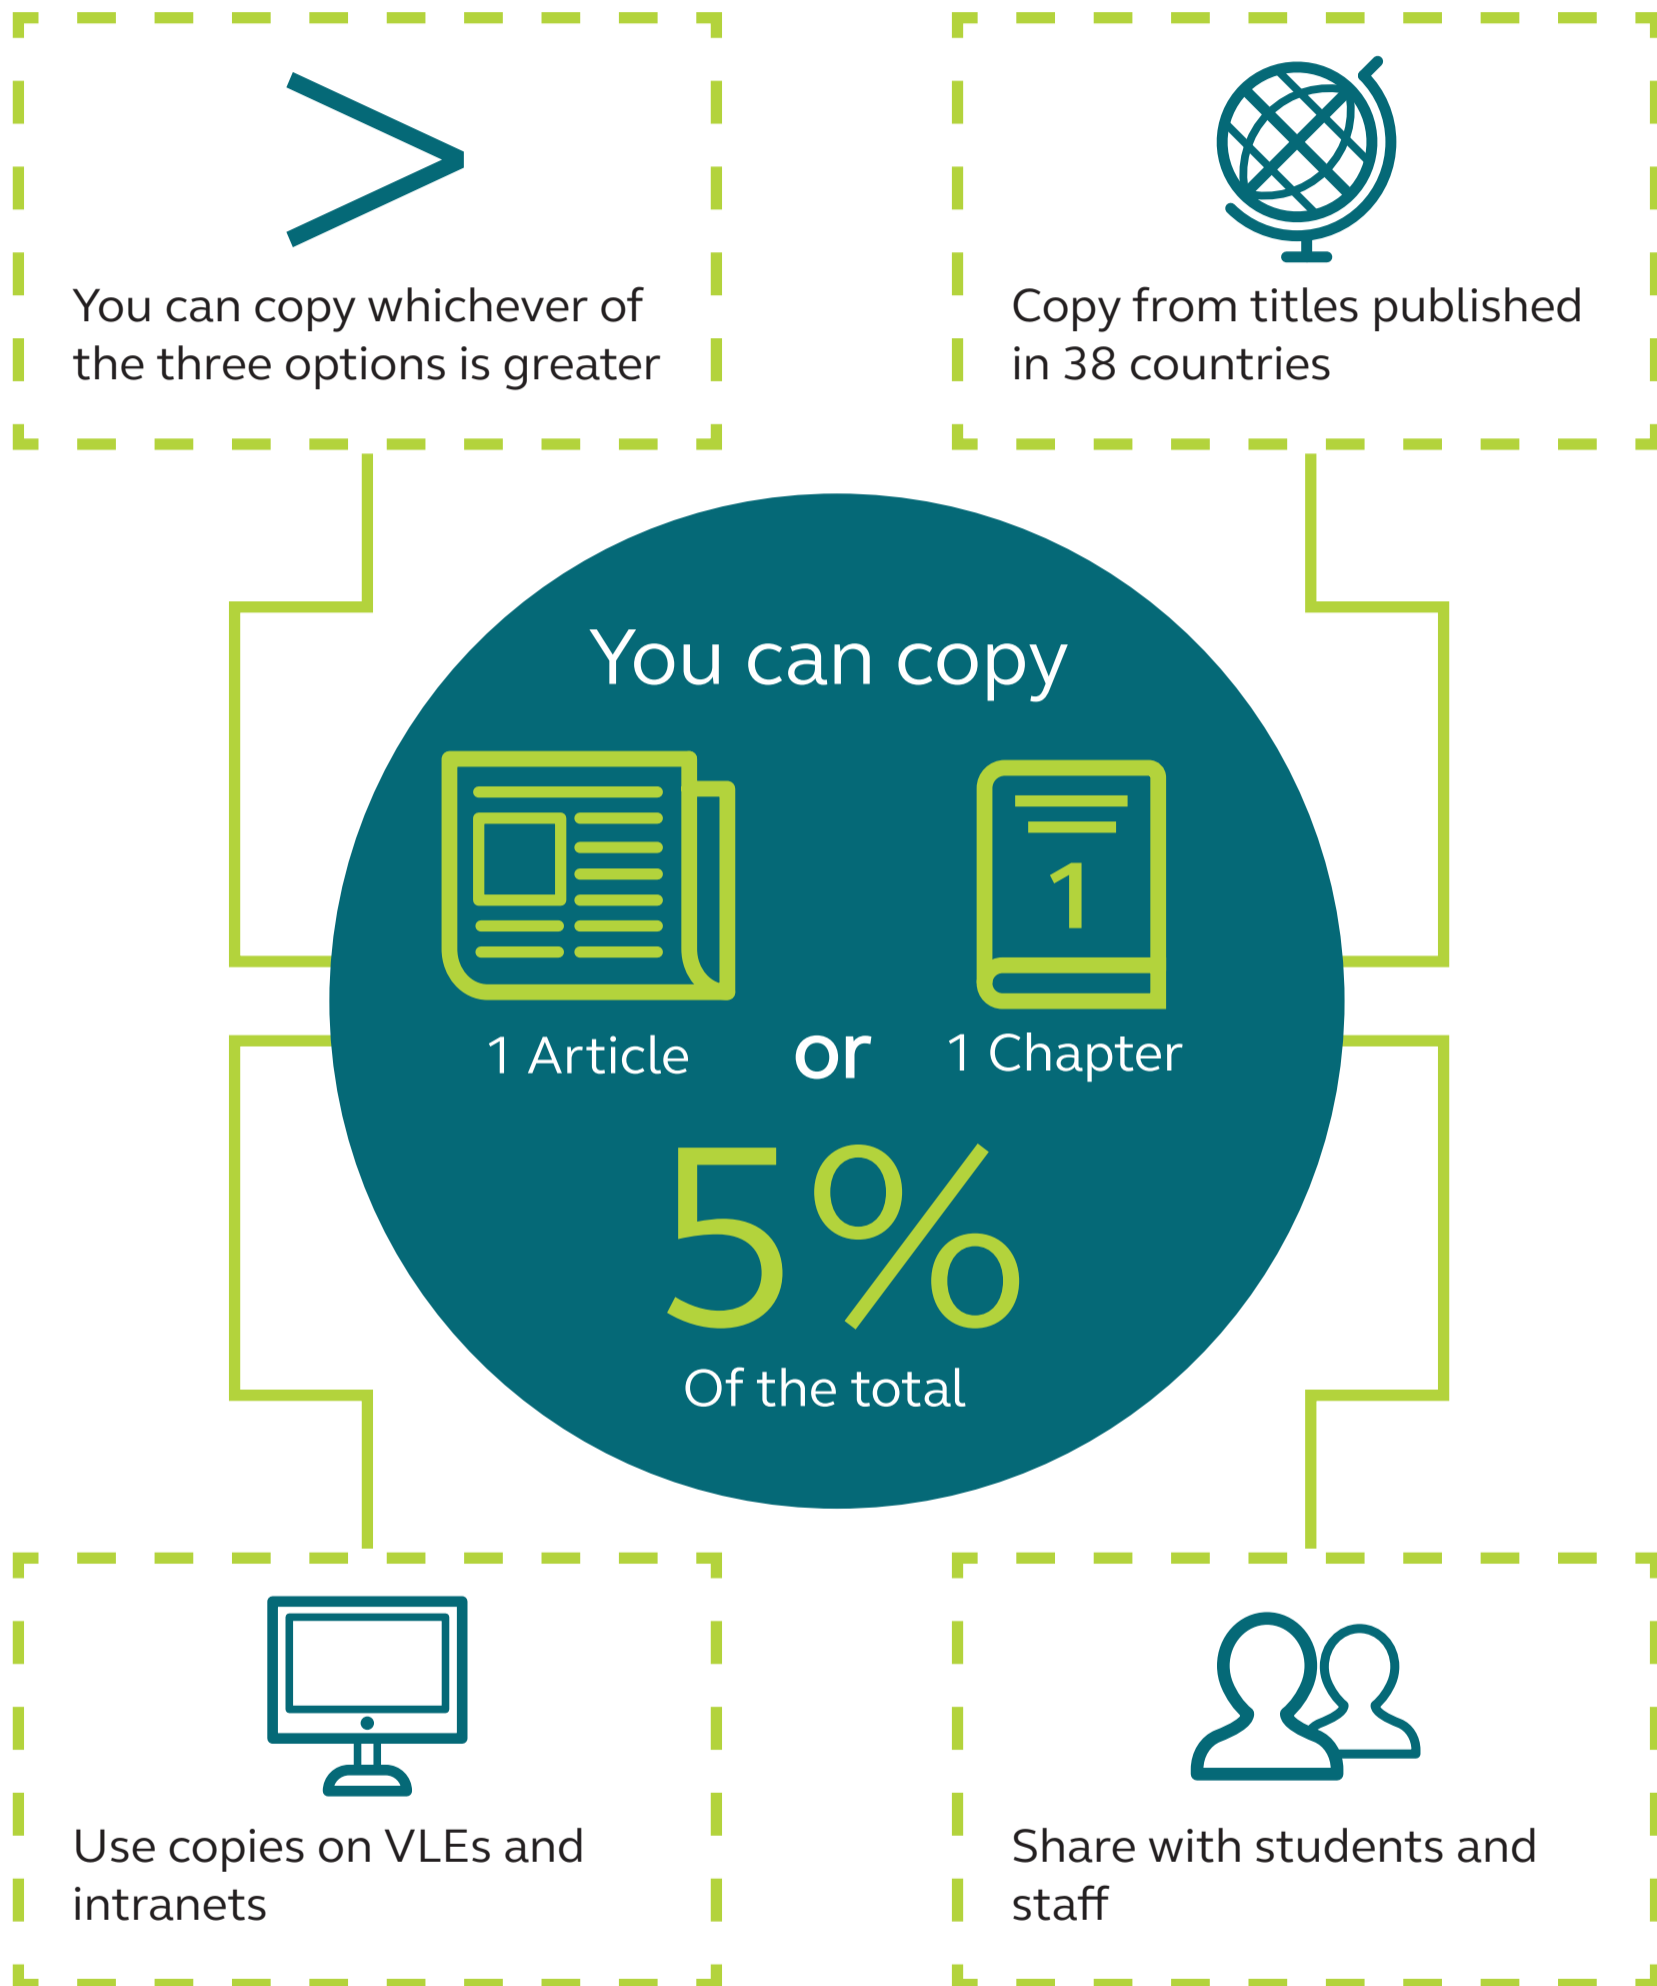 You can copy whichever of
the three options is greater
Copy from titles published
in 38 countries
You can copy
1
1 Article or 1 Chapter
5%
Of the total
Use copies on VLEs and
intranets
Share with students and
staff